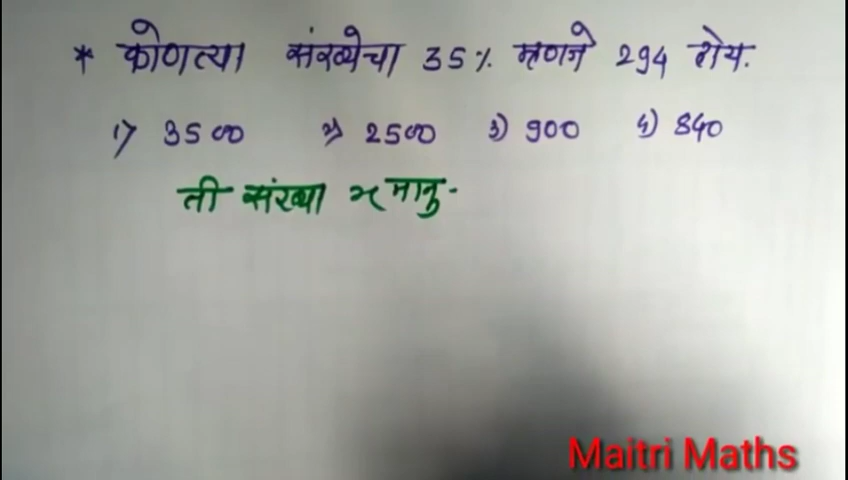 * कोणत्या संख्येचा 35% म्हणजे 294 होय.
1) 3500 2) 2500 3) 900 4) 840
ती संख्या x मानु.
Maitri Maths